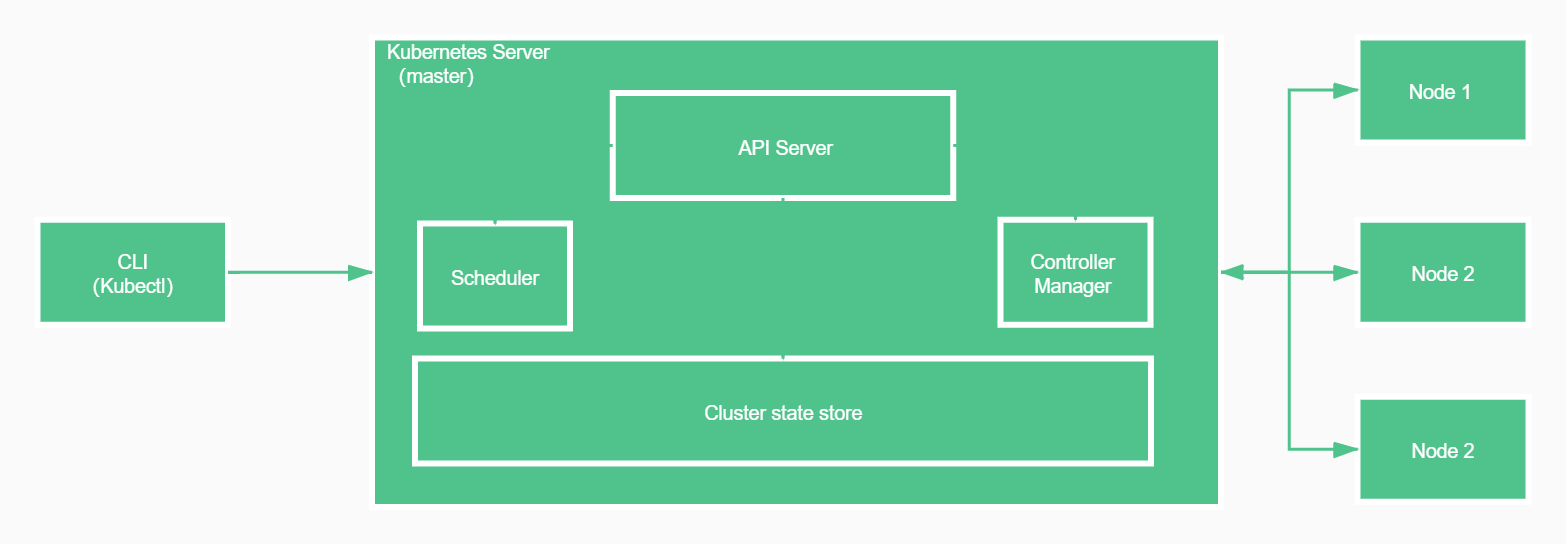 Kubernetes Server
(master)
API Server
CLI
(Kubectl)
Scheduler
Controller
Manager
Cluster state store
Node 1
Node 2
Node 2